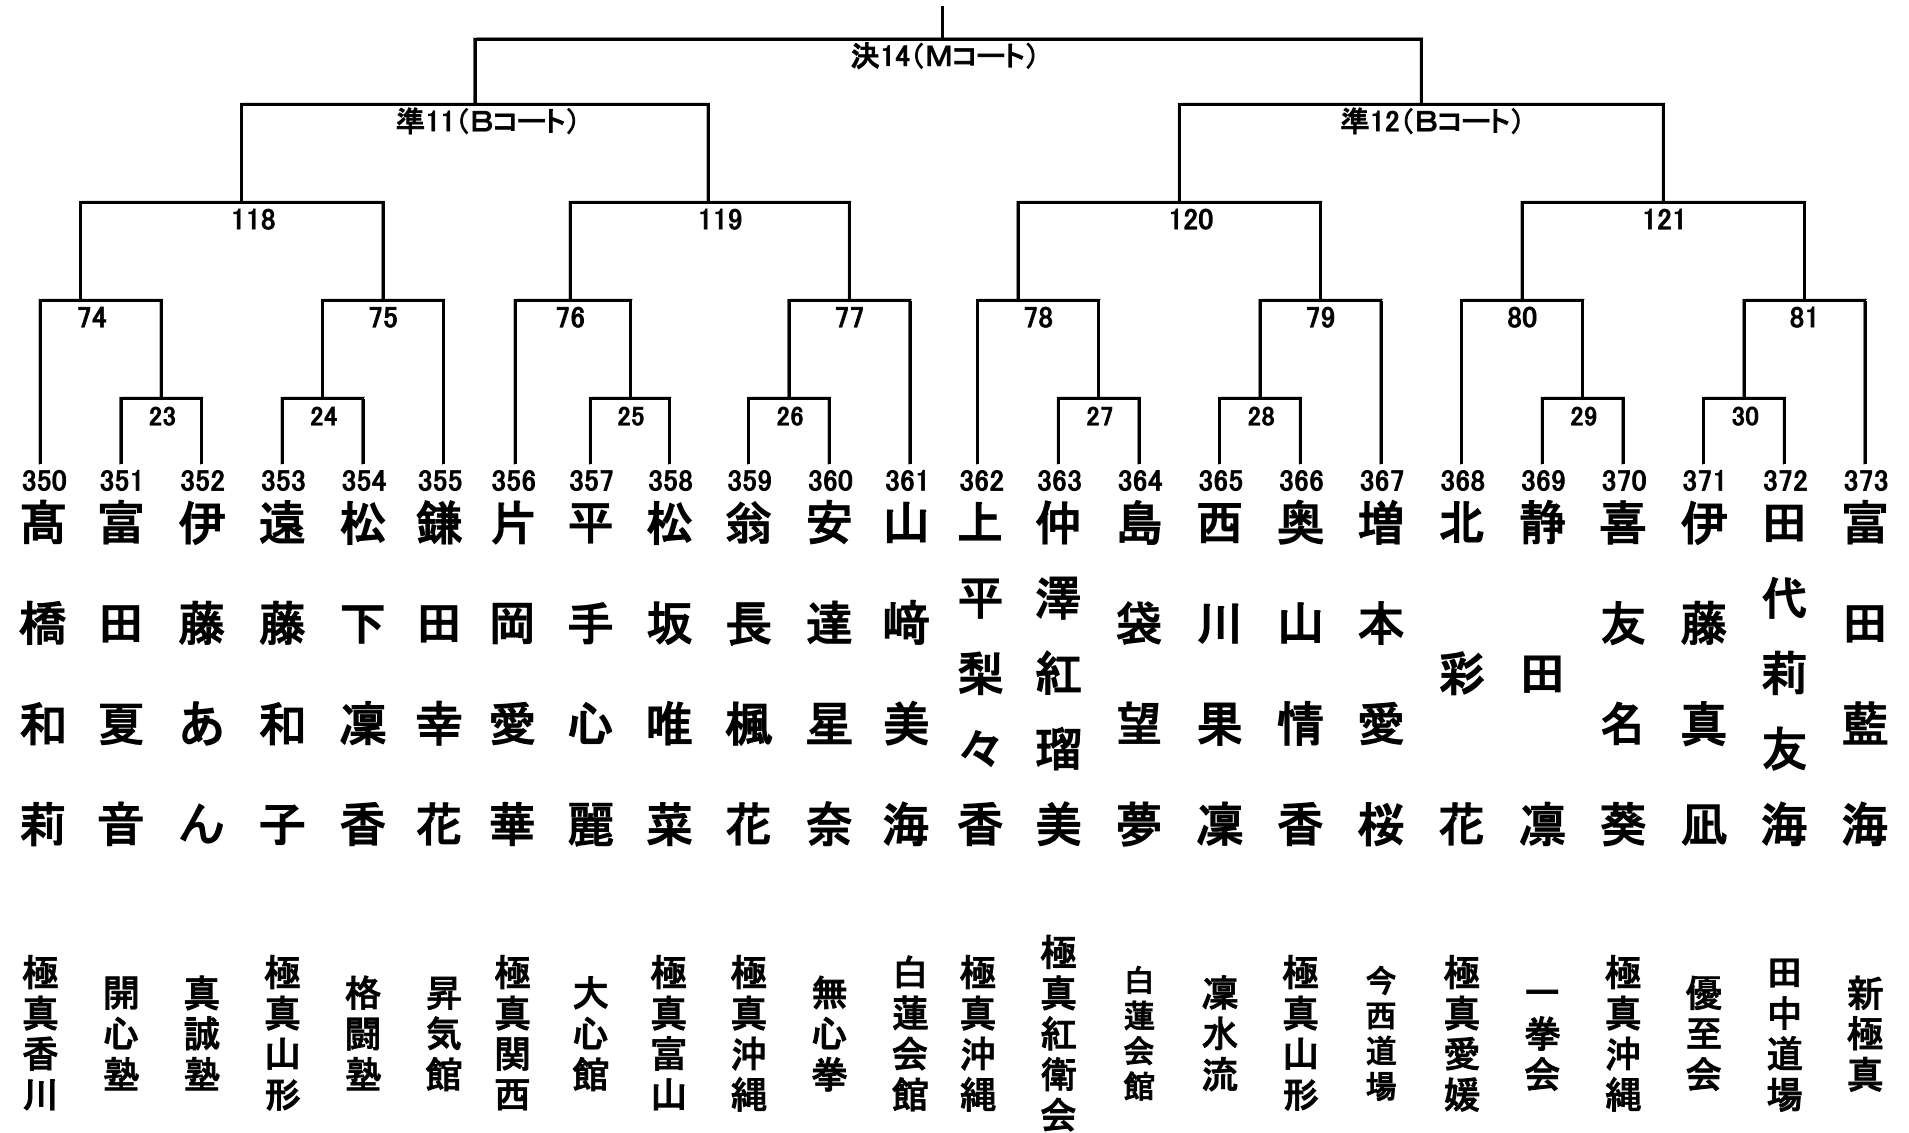 決14（Mコート）
準11（Bコート）
準12（Bコート）
118
119
120
121
74
75
76
77
78
79
80
81
23
24
25
26
27
28
29
30
350
351
352
353
354
355
356
357
358
359
360
361
362
363
364
365
366
367
368
369
370
371
372
373
髙橋和莉
富田夏音
伊藤あん
遠藤和子
松下凜香
鎌田幸花
片岡愛華
平手心麗
松坂唯菜
翁長楓花
安達星奈
山﨑美海
上平梨々香
仲澤紅瑠美
島袋望夢
西川果凜
奥山情香
増本愛桜
北彩花
静田凛
喜友名葵
伊藤真凪
田代莉友海
富田藍海
極真香川
開心塾
真誠塾
極真山形
格闘塾
昇気館
極真関西
大心館
極真富山
極真沖縄
無心拳
白蓮会館
極真沖縄
極真紅衛会
白蓮会館
凜水流
極真山形
今西道場
極真愛媛
一拳会
極真沖縄
優至会
田中道場
新極真